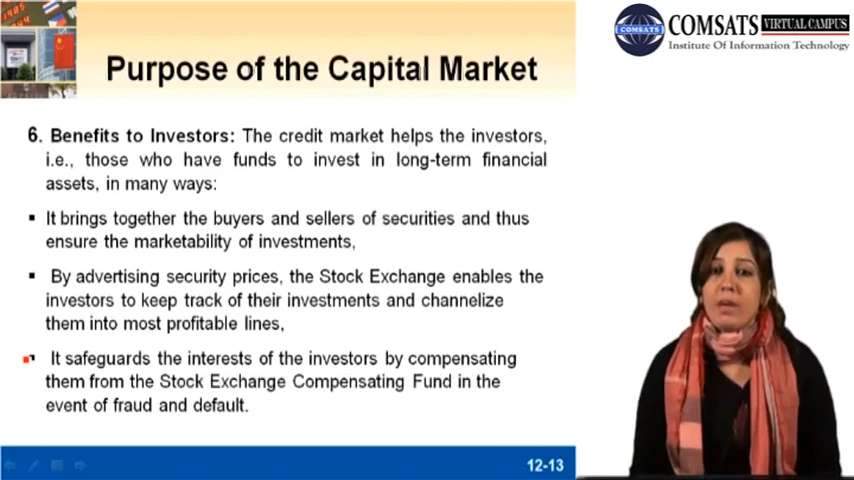 COMSATS VIRTUAL CAMPUS
COMSATS
Institute Of Information Technology
Purpose of the Capital Market
6. Benefits to Investors: The credit market helps the investors,
i.e., those who have funds to invest in long-term financial
assets, in many ways:
▪ It brings together the buyers and sellers of securities and thus
ensure the marketability of investments,
▪ By advertising security prices, the Stock Exchange enables the
investors to keep track of their investments and channelize
them into most profitable lines,
▪ It safeguards the interests of the investors by compensating
them from the Stock Exchange Compensating Fund in the
event of fraud and default.
12-13